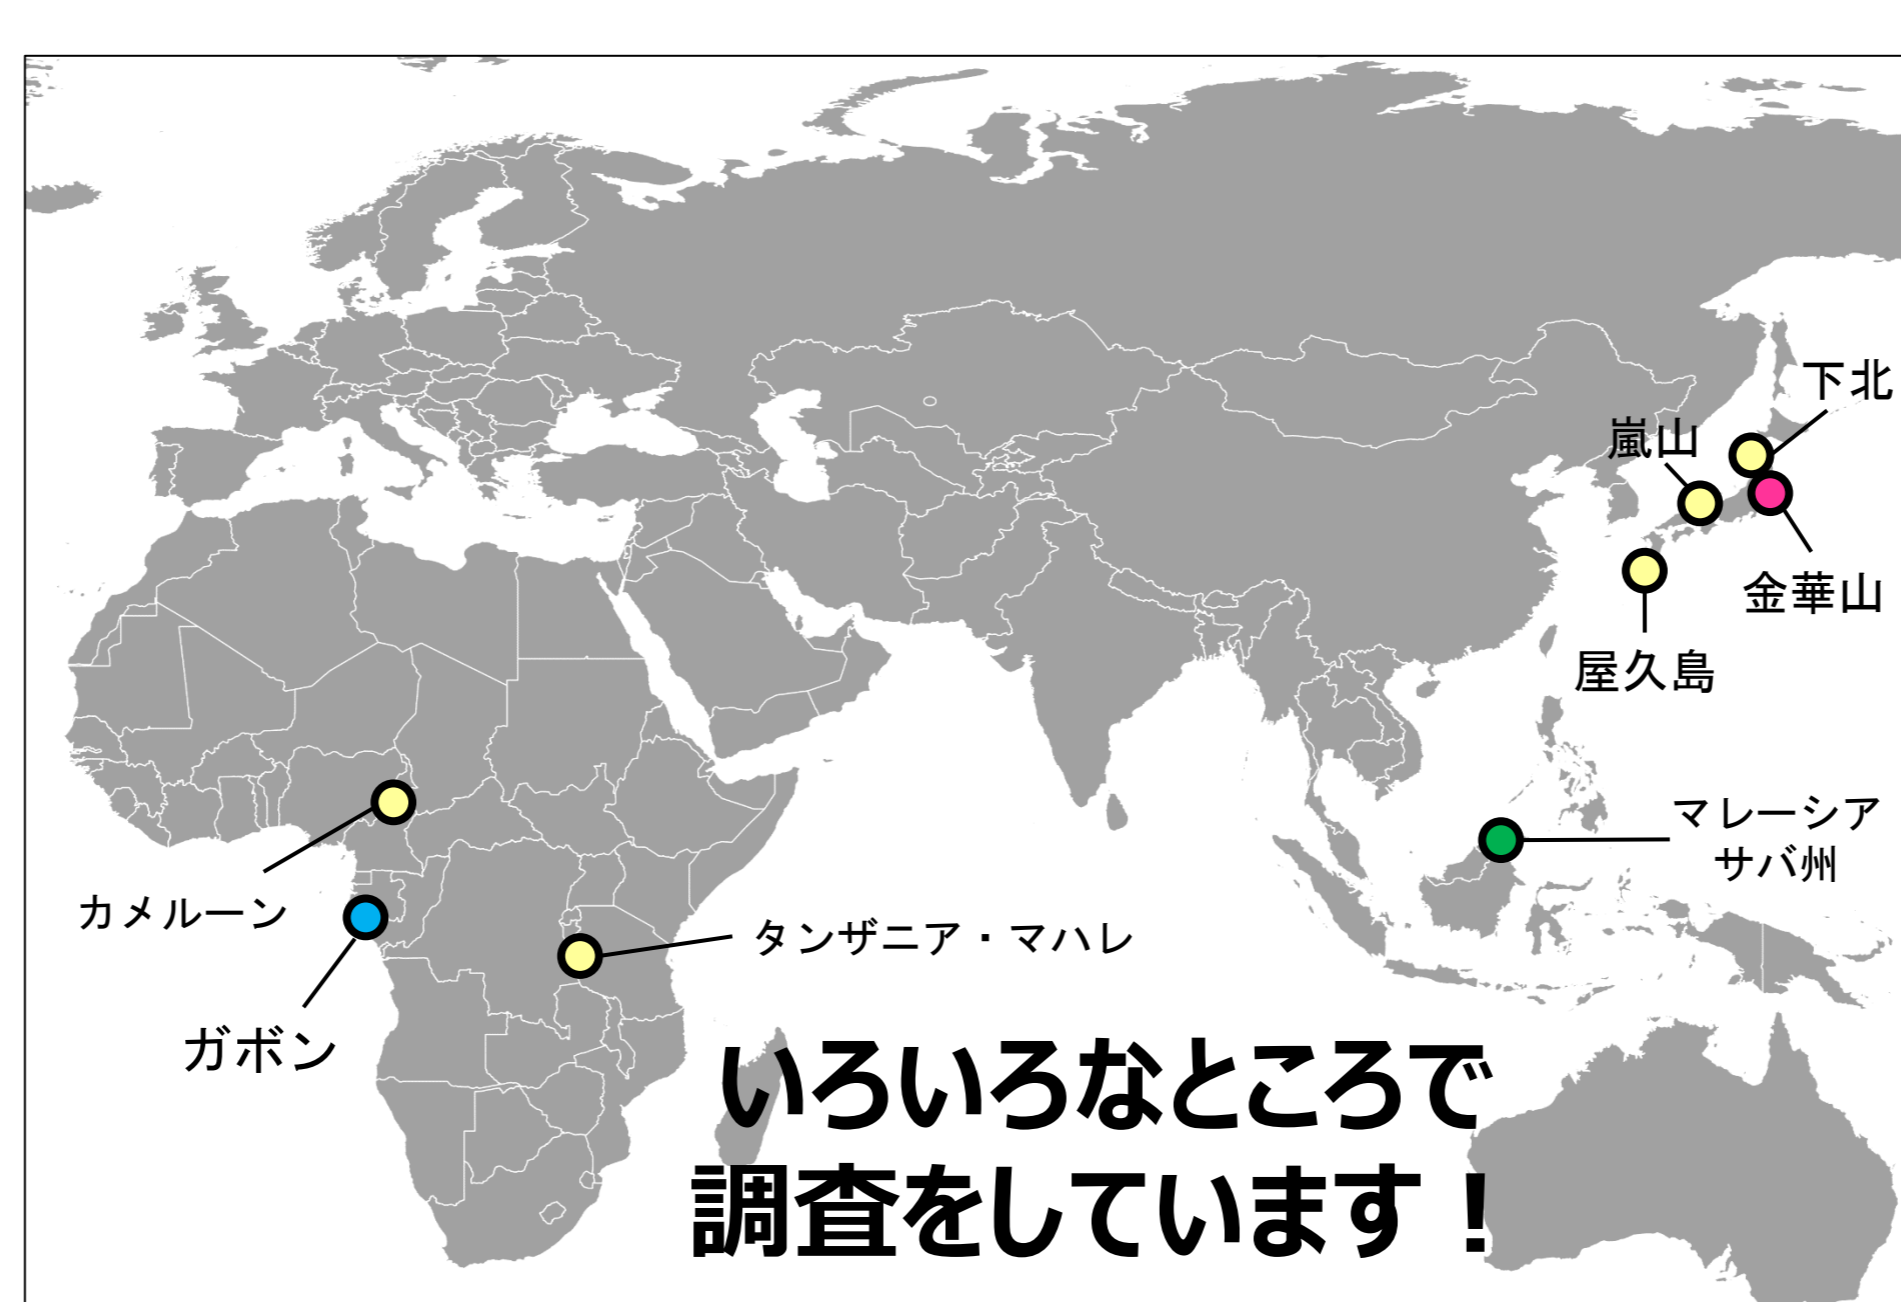 下北
嵐山
金華山
屋久島
マレーシア
サバ州
カメルーン
タンザニア・マハレ
ガボン
いろいろなところで
調査をしています！